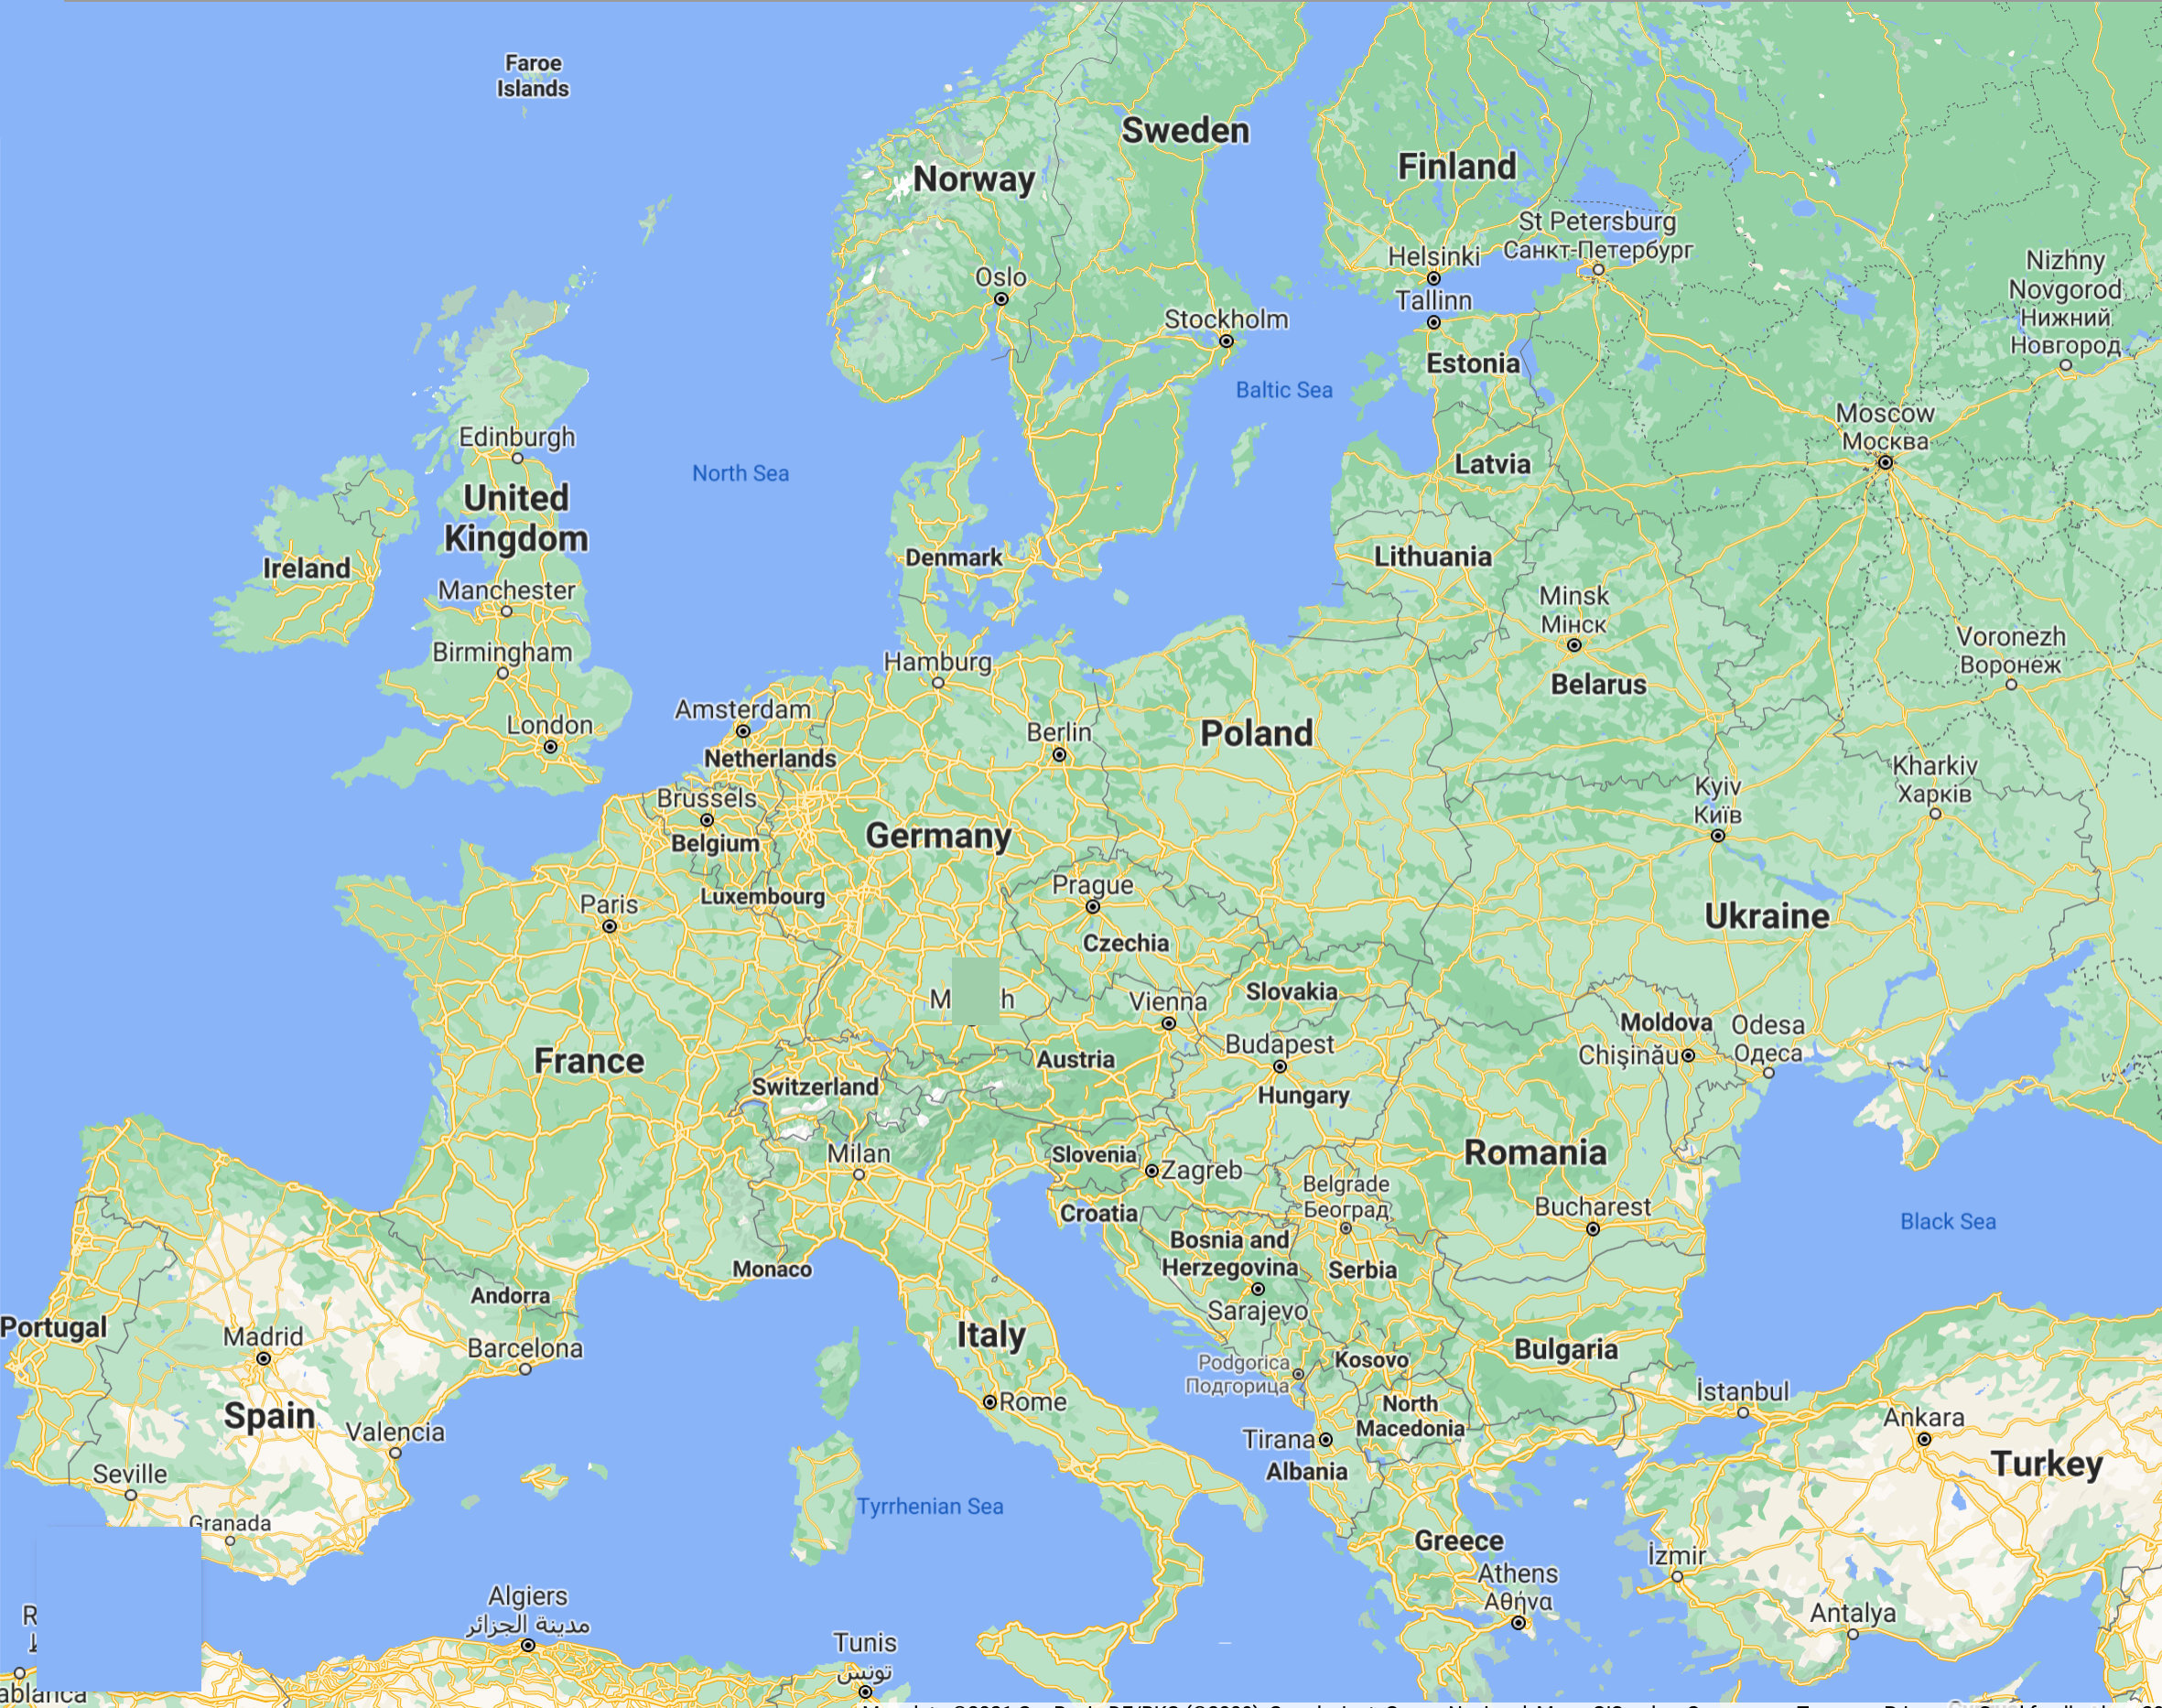 Faroe
Islands
Sweden
Finland
Norway
St Petersburg
Санкт-Петербург
Helsinki
Nizhny
Novgorod
Нижний
Новгород
Oslo
Tallinn
Stockholm
Estonia
Baltic Sea
Moscow
Москва
Edinburgh
Latvia
North Sea
United
Kingdom
Denmark
Lithuania
Ireland
Manchester
Minsk
Мінск
Voronezh
Воронеж
Birmingham
Hamburg
Belarus
Amsterdam
London
Berlin
Poland
Netherlands
Kharkiv
Харків
Kyiv
Київ
Brussels
Belgium
Germany
Prague
Luxembourg
Paris
Ukraine
Czechia
M h
Vienna
Slovakia
Moldova
Odesa
Одеса
Chișinău
Budapest
France
Austria
Switzerland
Hungary
Milan
Slovenia
Zagreb
Romania
Belgrade
Београд
Bucharest
Croatia
Black Sea
Bosnia and
Herzegovina
Serbia
Monaco
Andorra
Sarajevo
Portugal
Madrid
Italy
Barcelona
Bulgaria
Kosovo
Podgorica
Подгорица
İstanbul
Rome
North
Macedonia
Ankara
Spain
Valencia
Tirana
Turkey
Albania
Seville
Tyrrhenian Sea
Granada
Greece
İzmir
Athens
Αθήνα
Algiers
مدينة الجزائر
Antalya
R
Tunis
تونس
ablanca